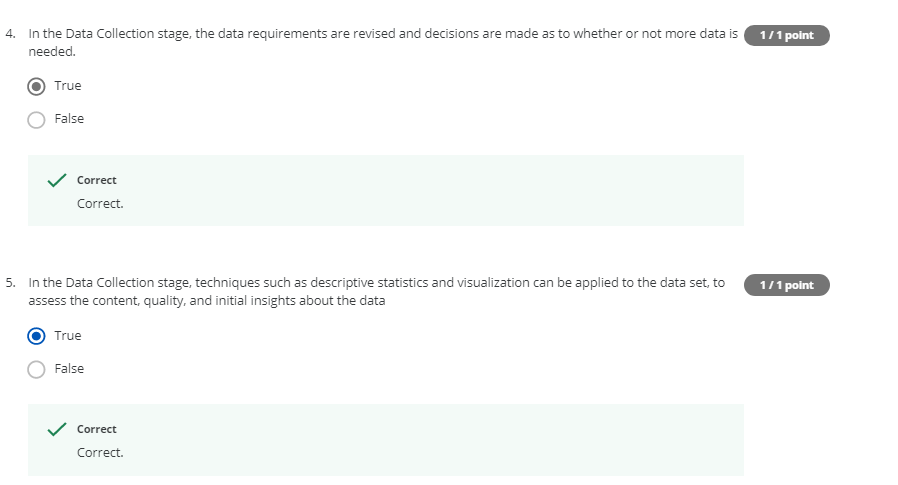 4. In the Data Collection stage, the data requirements are revised and decisions are made as to whether or not more data is
1 / 1 point
needed.
True
False
Correct
Correct.
5. In the Data Collection stage, techniques such as descriptive statistics and visualization can be applied to the data set, to
1 / 1 point
assess the content, quality, and initial insights about the data
True
False
Correct
Correct.